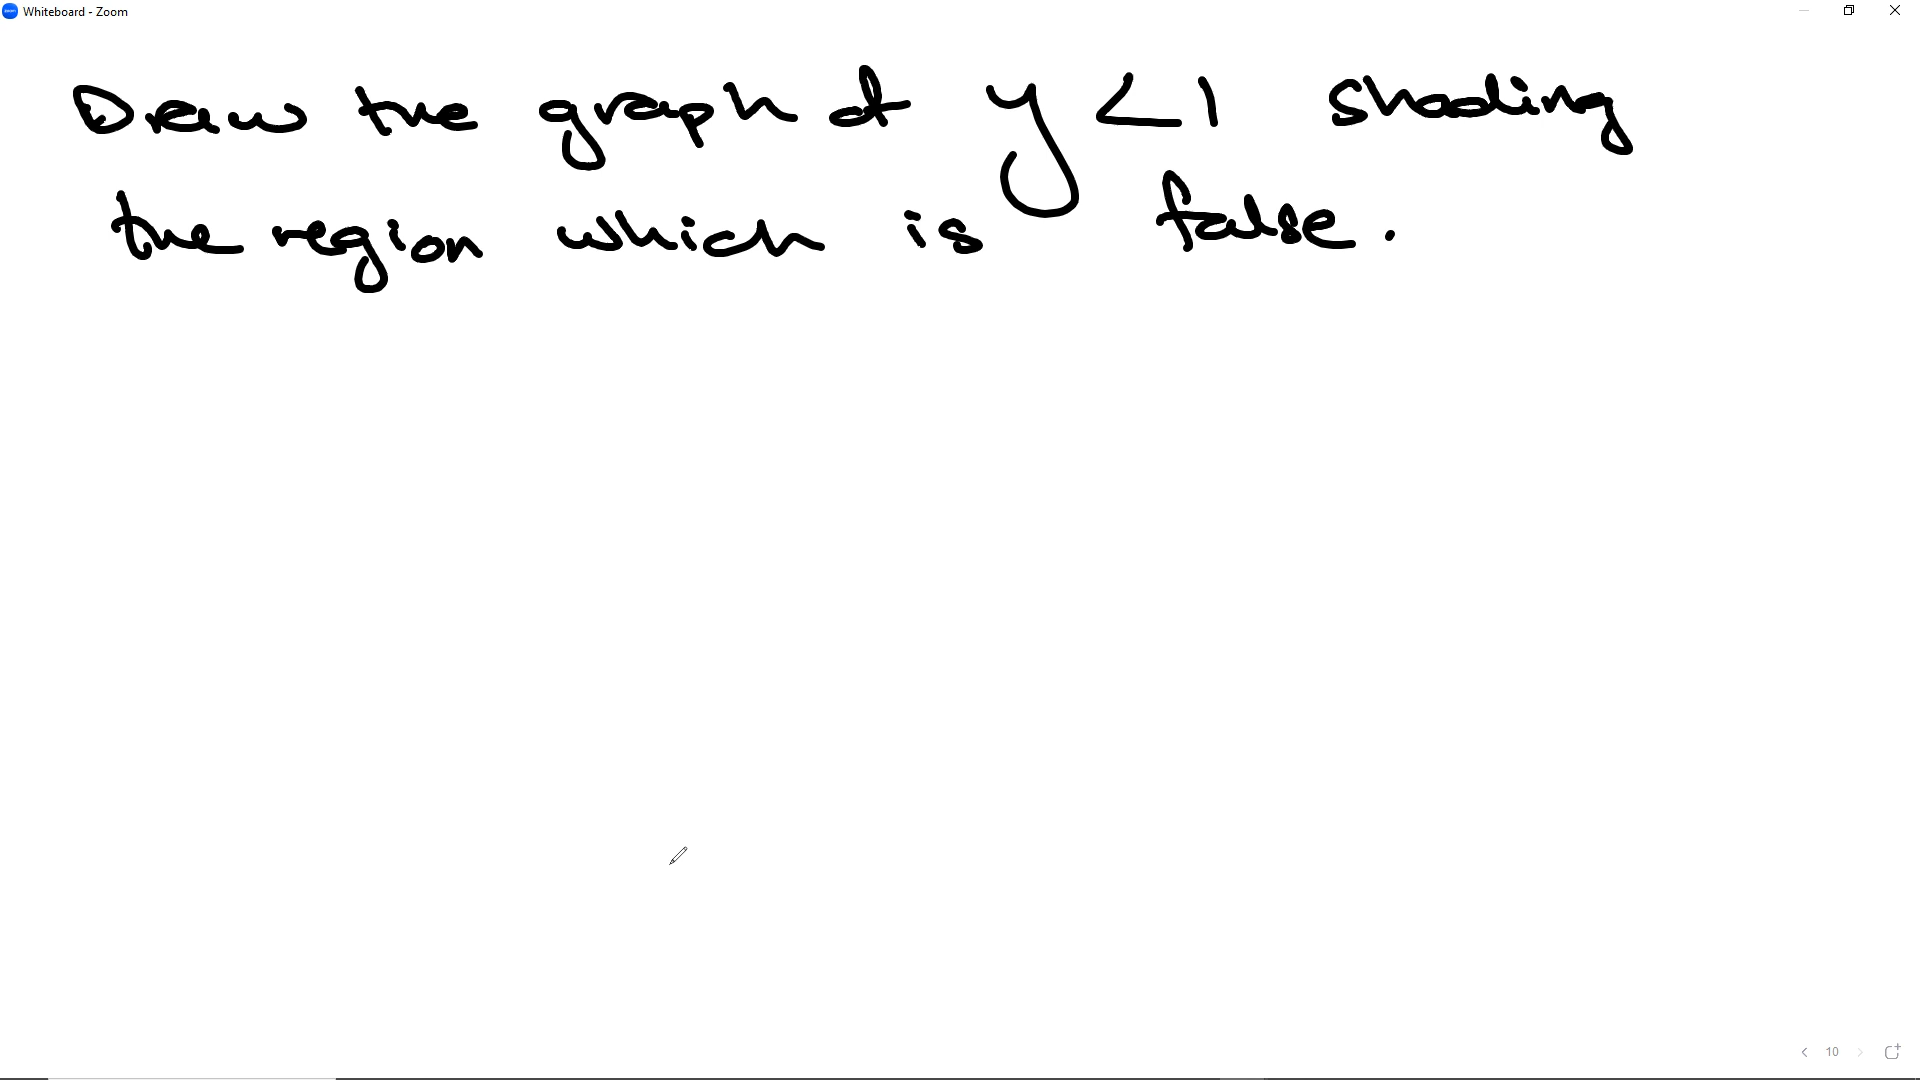 Whiteboard - Zoom
Draw the graph of y < 1 shading
the region which is false.
10